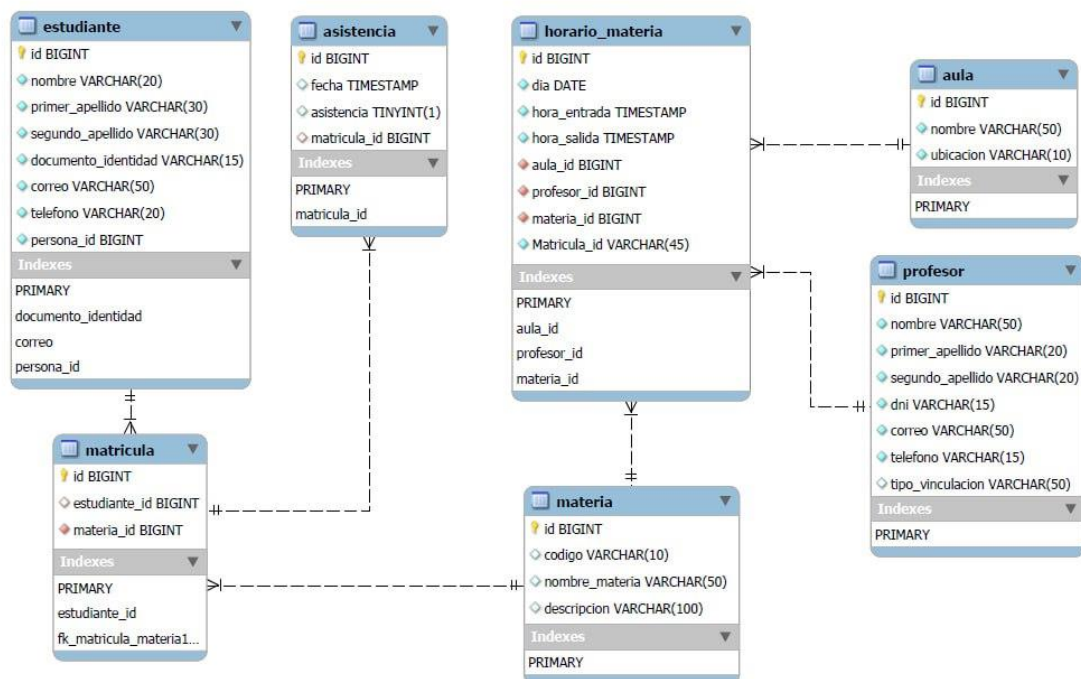 estudiante
id BIGINT
nombre VARCHAR(20)
primer_apellido VARCHAR(30)
segundo_apellido VARCHAR(30)
documento_identidad VARCHAR(15)
correo VARCHAR(50)
telefono VARCHAR(20)
persona_id BIGINT
Indexes
PRIMARY
documento_identidad
correo
persona_id
asistencia
id BIGINT
fecha TIMESTAMP
asistencia TINYINT(1)
matricula_id BIGINT
Indexes
PRIMARY
matricula_id
horario_materia
id BIGINT
dia DATE
hora_entrada TIMESTAMP
hora_salida TIMESTAMP
aula_id BIGINT
profesor_id BIGINT
materia_id BIGINT
Matricula_id VARCHAR(45)
Indexes
PRIMARY
aula_id
profesor_id
materia_id
aula
id BIGINT
nombre VARCHAR(50)
ubicacion VARCHAR(10)
Indexes
PRIMARY
profesor
id BIGINT
nombre VARCHAR(50)
primer_apellido VARCHAR(20)
segundo_apellido VARCHAR(20)
dni VARCHAR(15)
correo VARCHAR(50)
telefono VARCHAR(15)
tipo_vinculacion VARCHAR(50)
Indexes
PRIMARY
matricula
id BIGINT
estudiante_id BIGINT
materia_id BIGINT
Indexes
PRIMARY
estudiante_id
fk_matricula_materia1...
materia
id BIGINT
codigo VARCHAR(10)
nombre_materia VARCHAR(50)
descripcion VARCHAR(100)
Indexes
PRIMARY